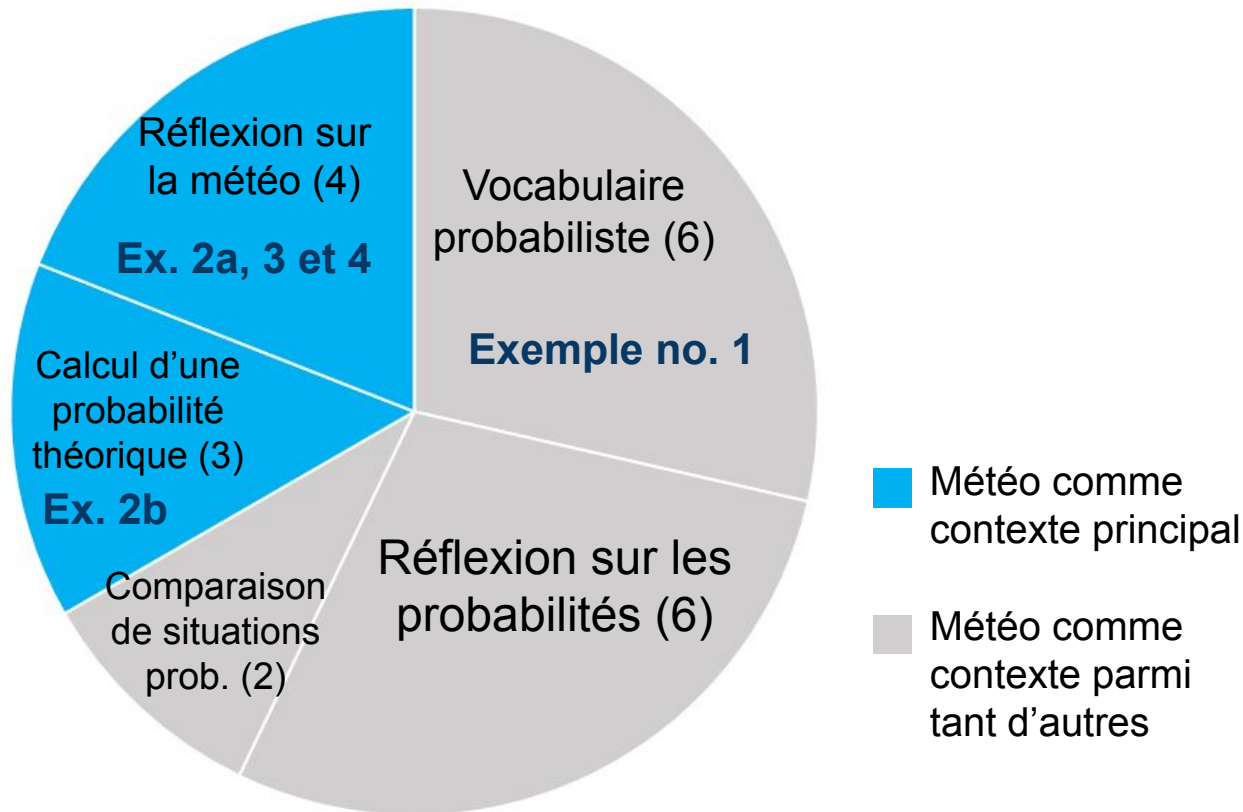 Réflexion sur
la météo (4)
Ex. 2a, 3 et 4
Vocabulaire
probabiliste (6)
Exemple no. 1
Calcul d’une
probabilité
théorique (3)
Ex. 2b
Comparaison
de situations
prob. (2)
Réflexion sur les
probabilités (6)
Météo comme
contexte principal
Météo comme
contexte parmi
tant d’autres